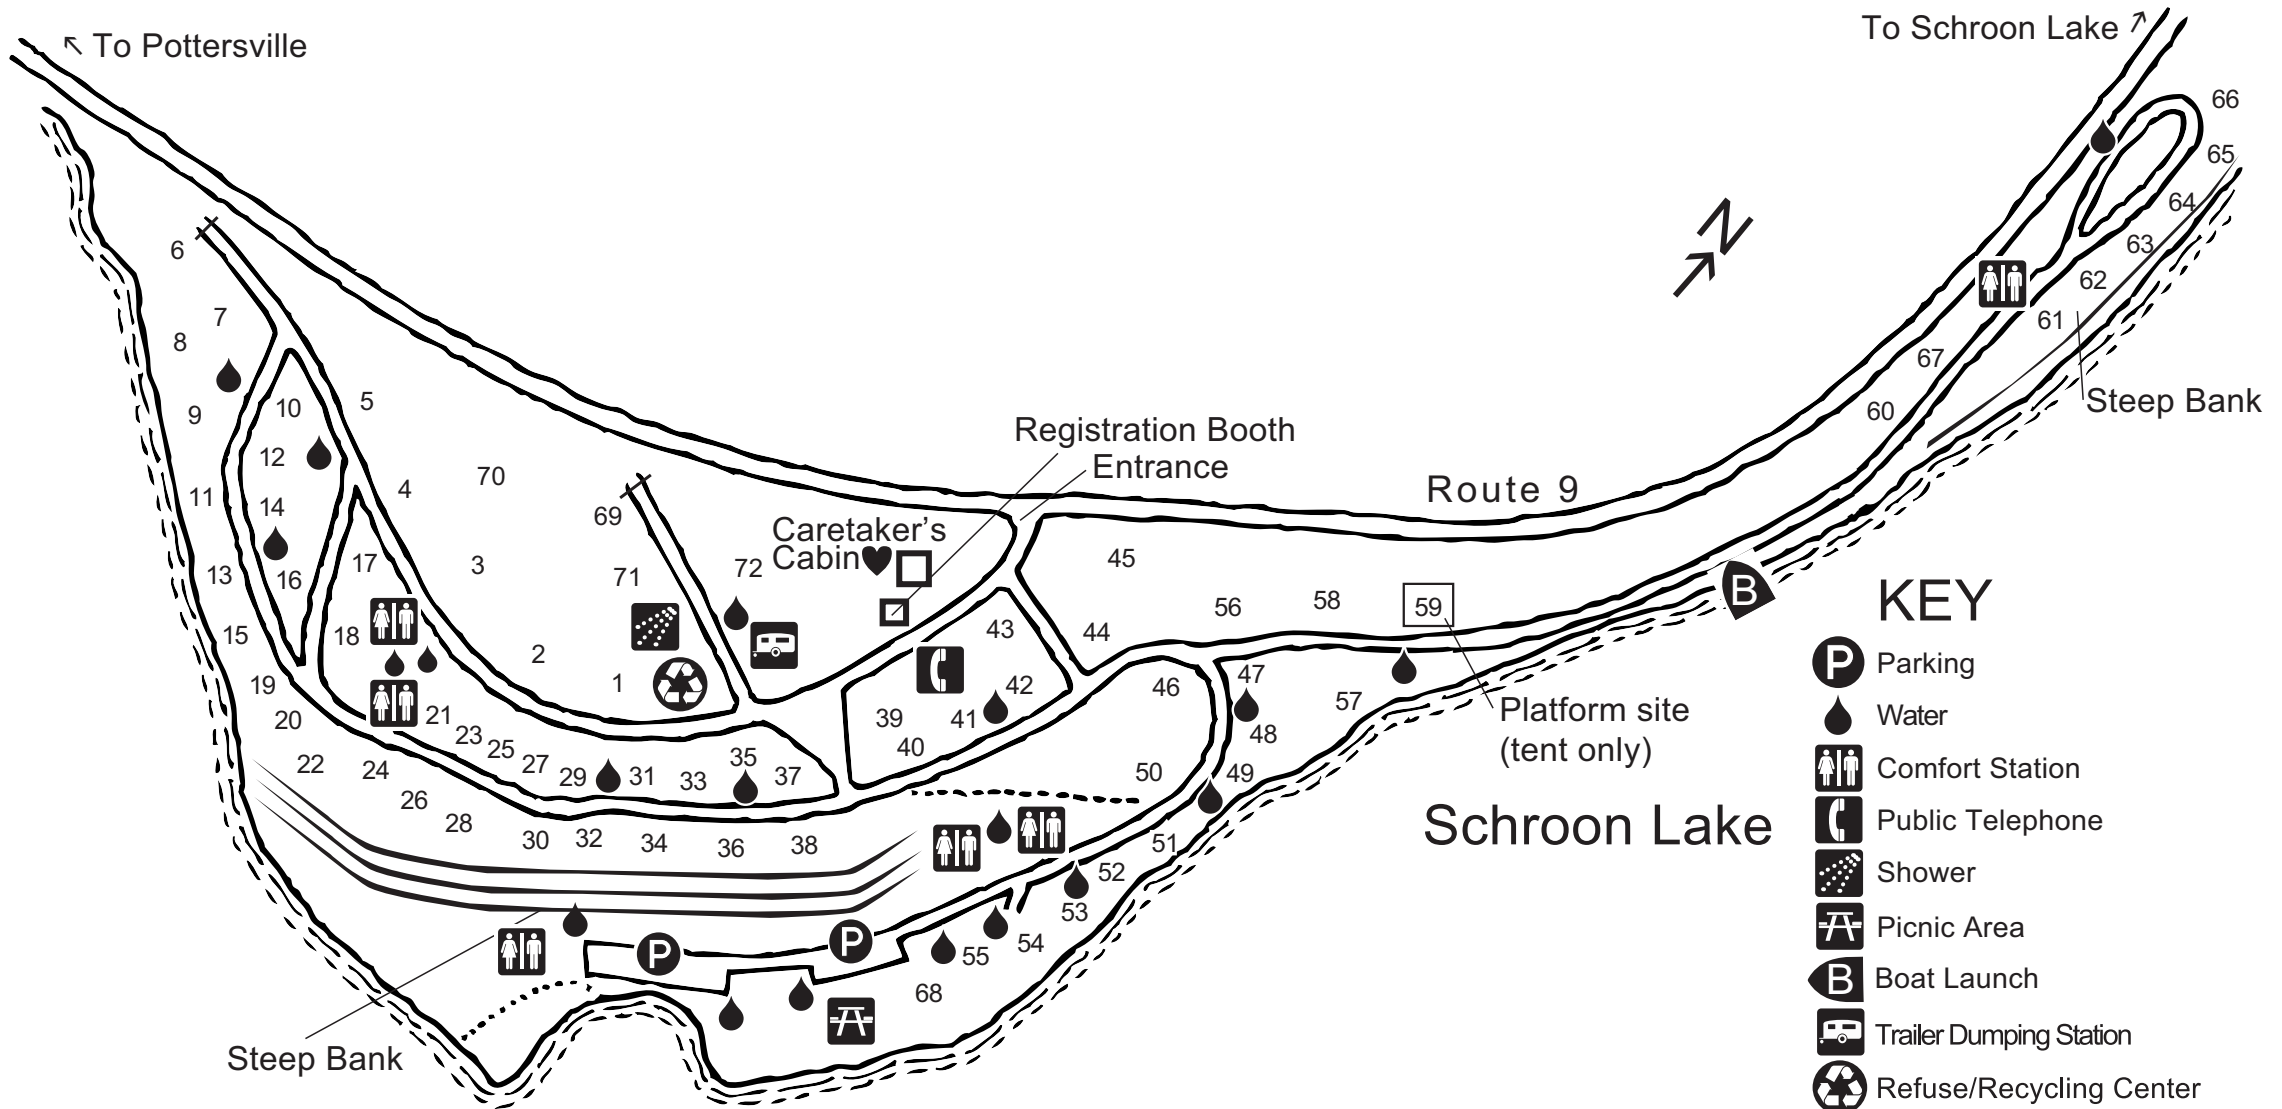 To Pottersville
To Schroon Lake
N
66
65
64
63
62
61
Steep Bank
67
60
6
7
8
9
10
5
12
11
14
4
70
69
Registration Booth
Entrance
Route 9
Caretaker's
Cabin
3
71
72
45
13
16
17
15
18
2
1
43
44
56
58
59
19
20
21
23
25
27
29
31
33
35
37
39
40
41
42
46
47
48
57
49
50
Platform site
(tent only)
22
24
26
28
30
32
34
36
38
51
52
53
54
55
68
Schroon Lake
P
P
B
Steep Bank
KEY
P Parking
Water
Comfort Station
Public Telephone
Shower
Picnic Area
B Boat Launch
Trailer Dumping Station
Refuse/Recycling Center